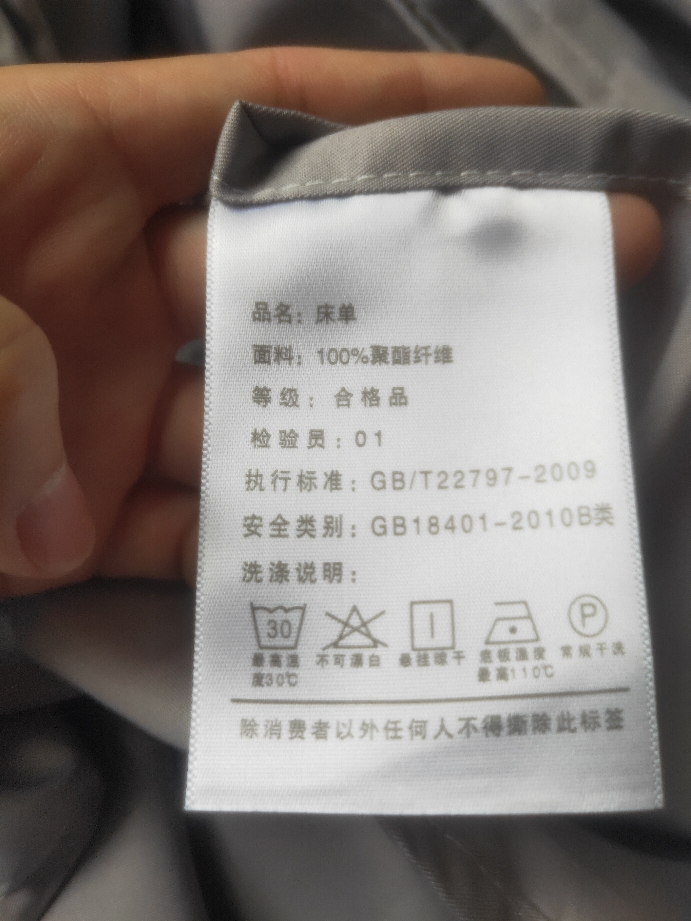 品名：床单
面料：100%聚酯纤维
等级：合格品
检验员：01
执行标准：GB/T22797-2009
安全类别：GB18401-2010B类
洗涤说明：
30 P
最高温度30℃ 不可漂白 悬挂晾干 底板温度最高110℃ 常规干洗
除消费者以外任何人不得撕除此标签